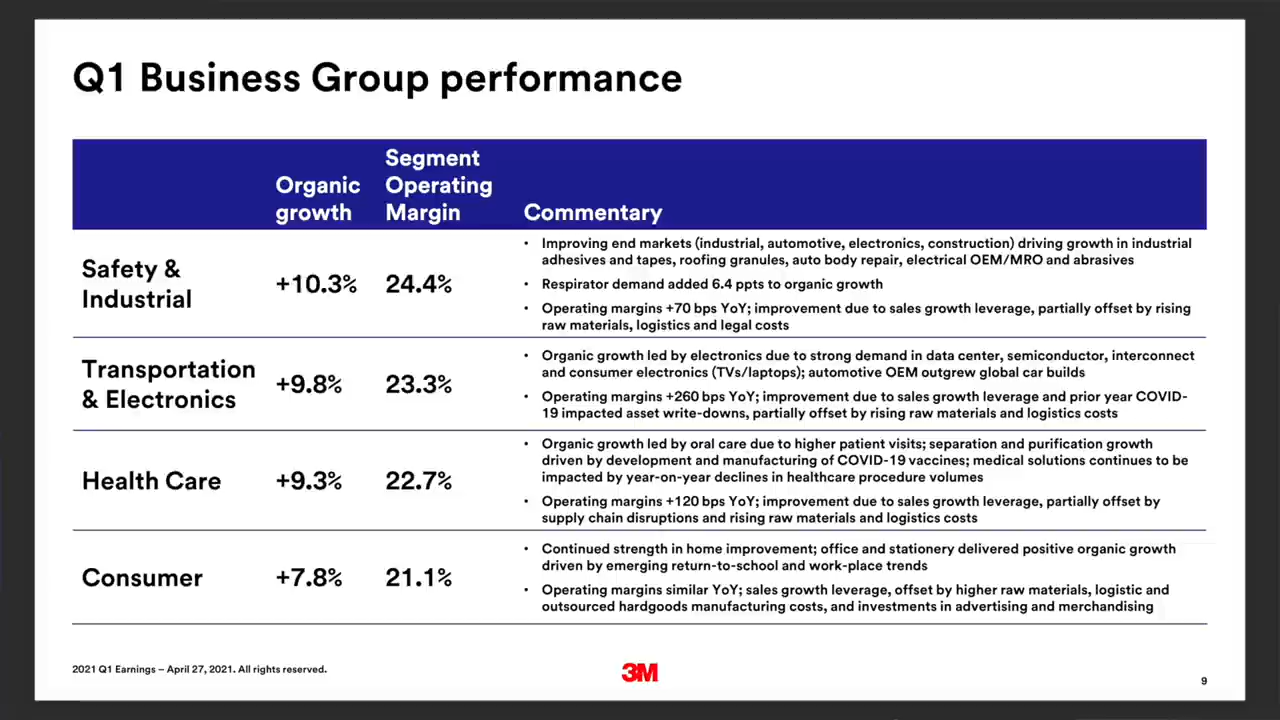 Q1 Business Group performance
Organic
growth
Segment
Operating
Margin
Commentary
Safety &
Industrial
+10.3%
24.4%
• Improving end markets (industrial, automotive, electronics, construction) driving growth in industrial
adhesives and tapes, roofing granules, auto body repair, electrical OEM/MRO and abrasives
• Respirator demand added 6.4 ppts to organic growth
• Operating margins +70 bps YoY; improvement due to sales growth leverage, partially offset by rising
raw materials, logistics and legal costs
Transportation
& Electronics
+9.8%
23.3%
• Organic growth led by electronics due to strong demand in data center, semiconductor, interconnect
and consumer electronics (TVs/laptops); automotive OEM outgrew global car builds
• Operating margins +260 bps YoY; improvement due to sales growth leverage and prior year COVID-
19 impacted asset write-downs, partially offset by rising raw materials and logistics costs
Health Care
+9.3%
22.7%
• Organic growth led by oral care due to higher patient visits; separation and purification growth
driven by development and manufacturing of COVID-19 vaccines; medical solutions continues to be
impacted by year-on-year declines in healthcare procedure volumes
• Operating margins +120 bps YoY; improvement due to sales growth leverage, partially offset by
supply chain disruptions and rising raw materials and logistics costs
Consumer
+7.8%
21.1%
• Continued strength in home improvement; office and stationery delivered positive organic growth
driven by emerging return-to-school and work-place trends
• Operating margins similar YoY; sales growth leverage, offset by higher raw materials, logistic and
outsourced hardgoods manufacturing costs, and investments in advertising and merchandising
2021 Q1 Earnings – April 27, 2021. All rights reserved.
3M
9